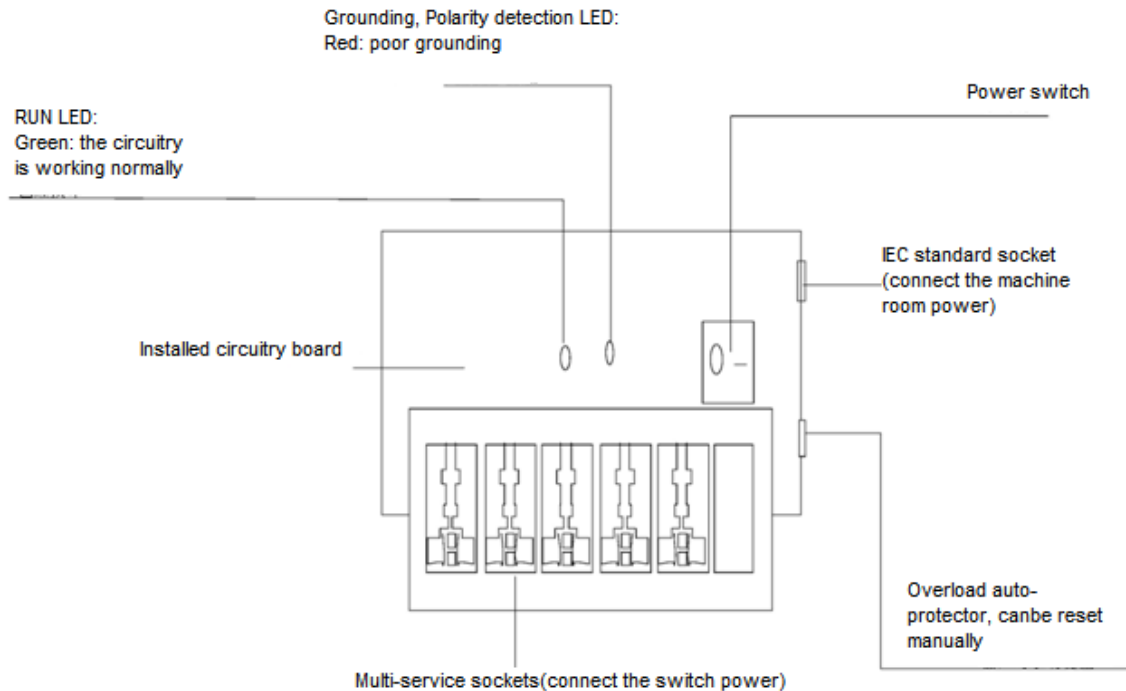 Grounding, Polarity detection LED:
Red: poor grounding
Power switch
RUN LED:
Green: the circuitry
is working normally
IEC standard socket
(connect the machine
room power)
Installed circuitry board
Overload auto-
protector, canbe reset
manually
Multi-service sockets(connect the switch power)